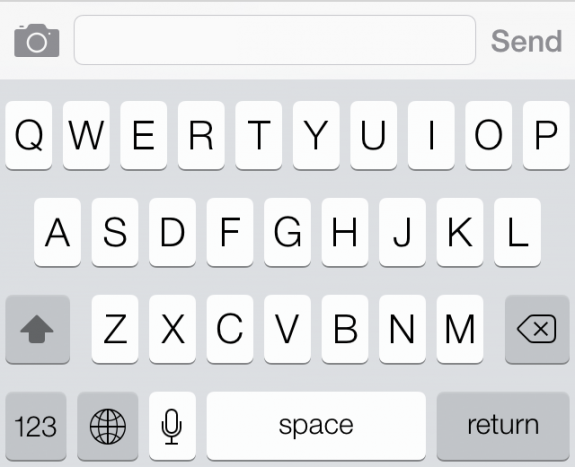 Send
Q W E R T Y U I O P
A S D F G H J K L
Z X C V B N M
123 space return